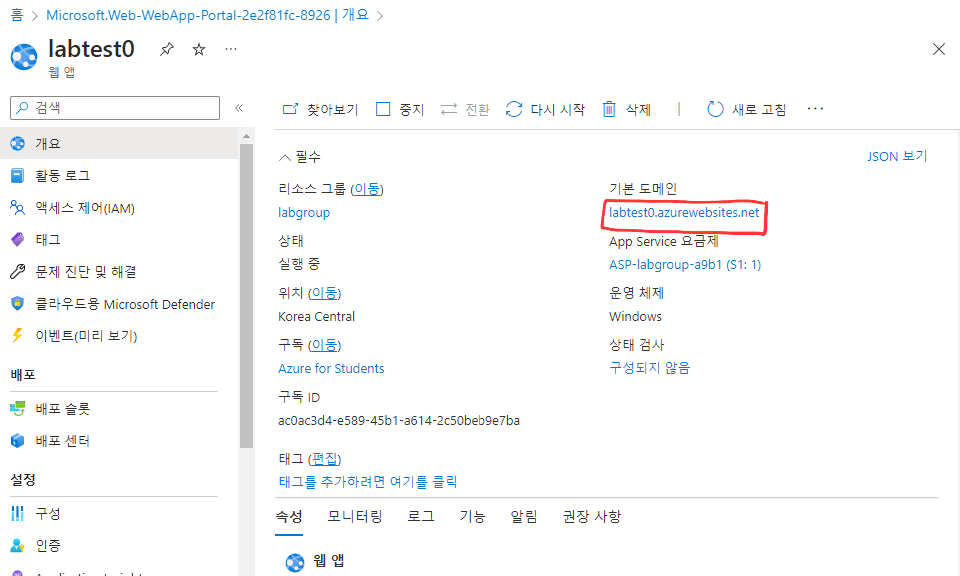 홈 > Microsoft.Web-WebApp-Portal-2e2f81fc-8926 | 개요 >
labtest0 ...
웹 앱
검색 «
찾아보기 중지 전환 다시 시작 삭제 | 새로 고침 ...
개요
활동 로그
액세스 제어(IAM)
태그
문제 진단 및 해결
클라우드용 Microsoft Defender
이벤트(미리 보기)
배포
배포 슬롯
배포 센터
설정
구성
인증
필수 JSON 보기
리소스 그룹 (이동)
labgroup
상태
실행 중
위치 (이동)
Korea Central
구독 (이동)
Azure for Students
구독 ID
ac0ac3d4-e589-45b1-a614-2c50beb9e7ba
태그 (편집)
태그를 추가하려면 여기를 클릭
기본 도메인
labtest0.azurewebsites.net
App Service 요금제
ASP-labgroup-a9b1 (S1: 1)
운영 체제
Windows
상태 검사
구성되지 않음
속성 모니터링 로그 기능 알림 권장 사항
웹 앱